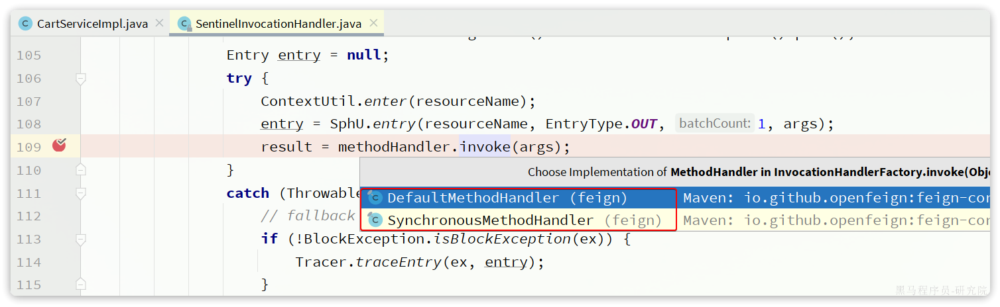 CartServiceImpl.java SentinelInvocationHandler.java
105 Entry entry = null;
106 try {
107 ContextUtil.enter(resourceName);
108 entry = SphU.entry(resourceName, EntryType.OUT, batchCount: 1, args);
109 result = methodHandler.invoke(args);
110 }
Choose Implementation of MethodHandler in InvocationHandlerFactory.invoke(Obje
111 catch (Throwable
DefaultMethodHandler (feign) Maven: io.github.openfeign:feign-cor
112 // fallback
SynchronousMethodHandler (feign) Maven: io.github.openfeign:feign-cor
113 if (!BlockException.isBlockException(ex)) {
114 Tracer.traceEntry(ex, entry);
115 }
黑马程序员-研究院